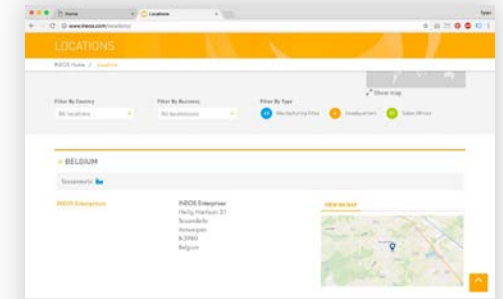 Home
Locations
www.ineos.com/locations/
LOCATIONS
INEOS Home / Locations
Show map
Filter By Country
Filter By Business
Filter By Type
All locations
All businesses
Manufacturing Sites
Headquarters
Sales Offices
BELGIUM
Tessenderlo
INEOS Enterprises
INEOS Enterprises
Heilig Hartlaan 21
Tessenderlo
Antwerpen
B-3980
Belgium
VIEW ON MAP